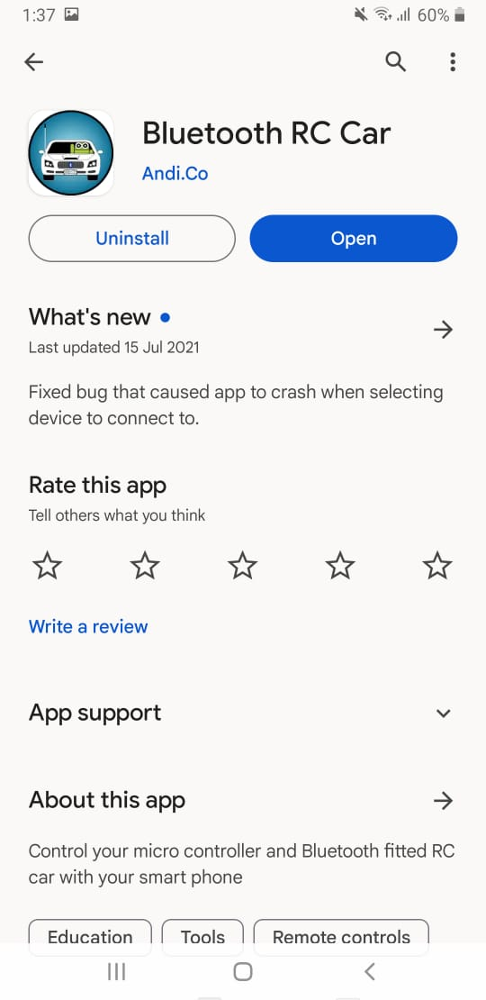 1:37 60%
Bluetooth RC Car
Andi.Co
Uninstall Open
What's new
Last updated 15 Jul 2021
Fixed bug that caused app to crash when selecting
device to connect to.
Rate this app
Tell others what you think
Write a review
App support
About this app
Control your micro controller and Bluetooth fitted RC
car with your smart phone
Education Tools Remote controls